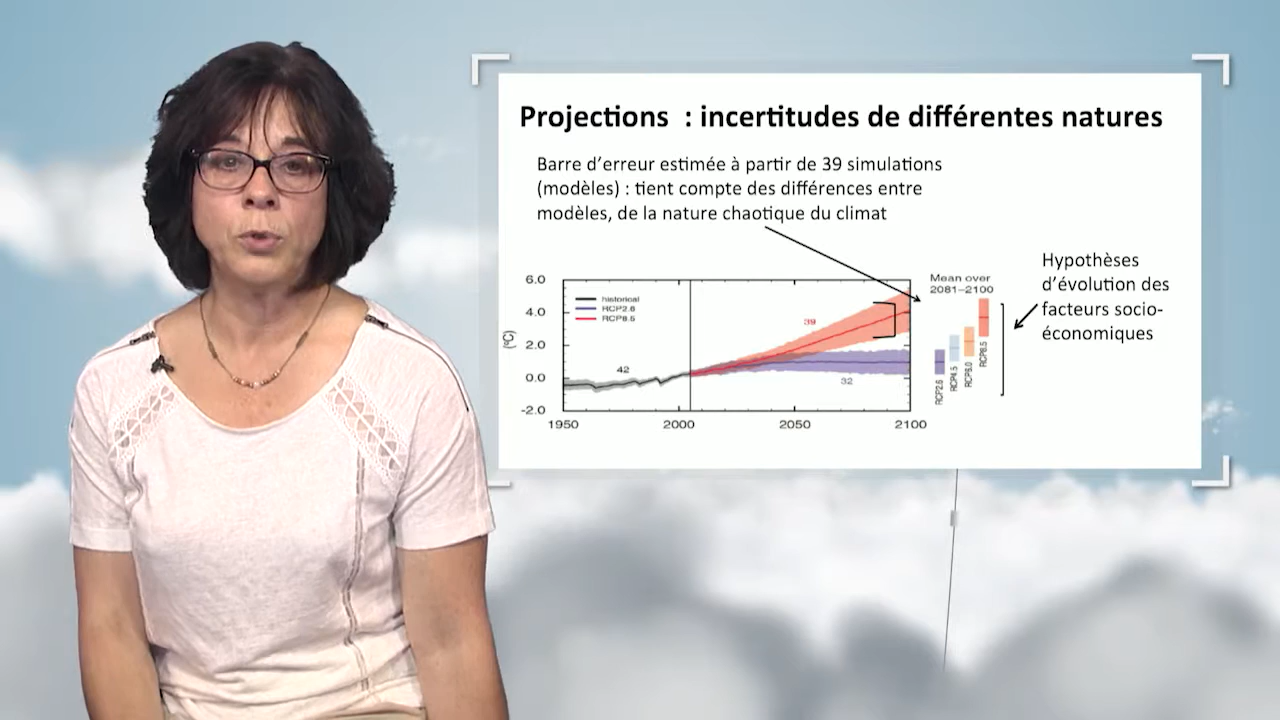 Projections : incertitudes de différentes natures
Barre d'erreur estimée à partir de 39 simulations
(modèles) : tient compte des différences entre
modèles, de la nature chaotique du climat
Hypothèses
d'évolution des
facteurs socio-
économiques
Mean over
2081–2100
6.0
4.0
2.0
0.0
-2.0
(°C)
historical
RCP2.6
RCP8.5
39
42
32
1950
2000
2050
2100
RCP2.6
RCP4.5
RCP6.0
RCP8.5